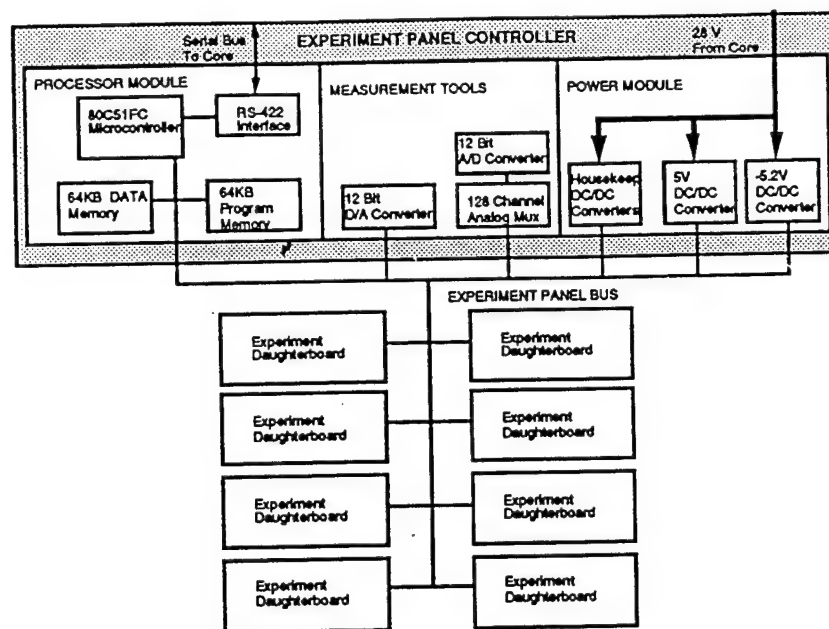 Serial Bus
To Core
EXPERIMENT PANEL CONTROLLER
28 V
From Core
PROCESSOR MODULE
80C51FC
Microcontroller
RS-422
Interface
64KB DATA
Memory
64KB
Program
Memory
MEASUREMENT TOOLS
12 Bit
A/D Converter
12 Bit
D/A Converter
128 Channel
Analog Mux
POWER MODULE
Housekeep
DC/DC
Converters
5V
DC/DC
Converter
-5.2V
DC/DC
Converter
EXPERIMENT PANEL BUS
Experiment
Daughterboard
Experiment
Daughterboard
Experiment
Daughterboard
Experiment
Daughterboard
Experiment
Daughterboard
Experiment
Daughterboard
Experiment
Daughterboard
Experiment
Daughterboard